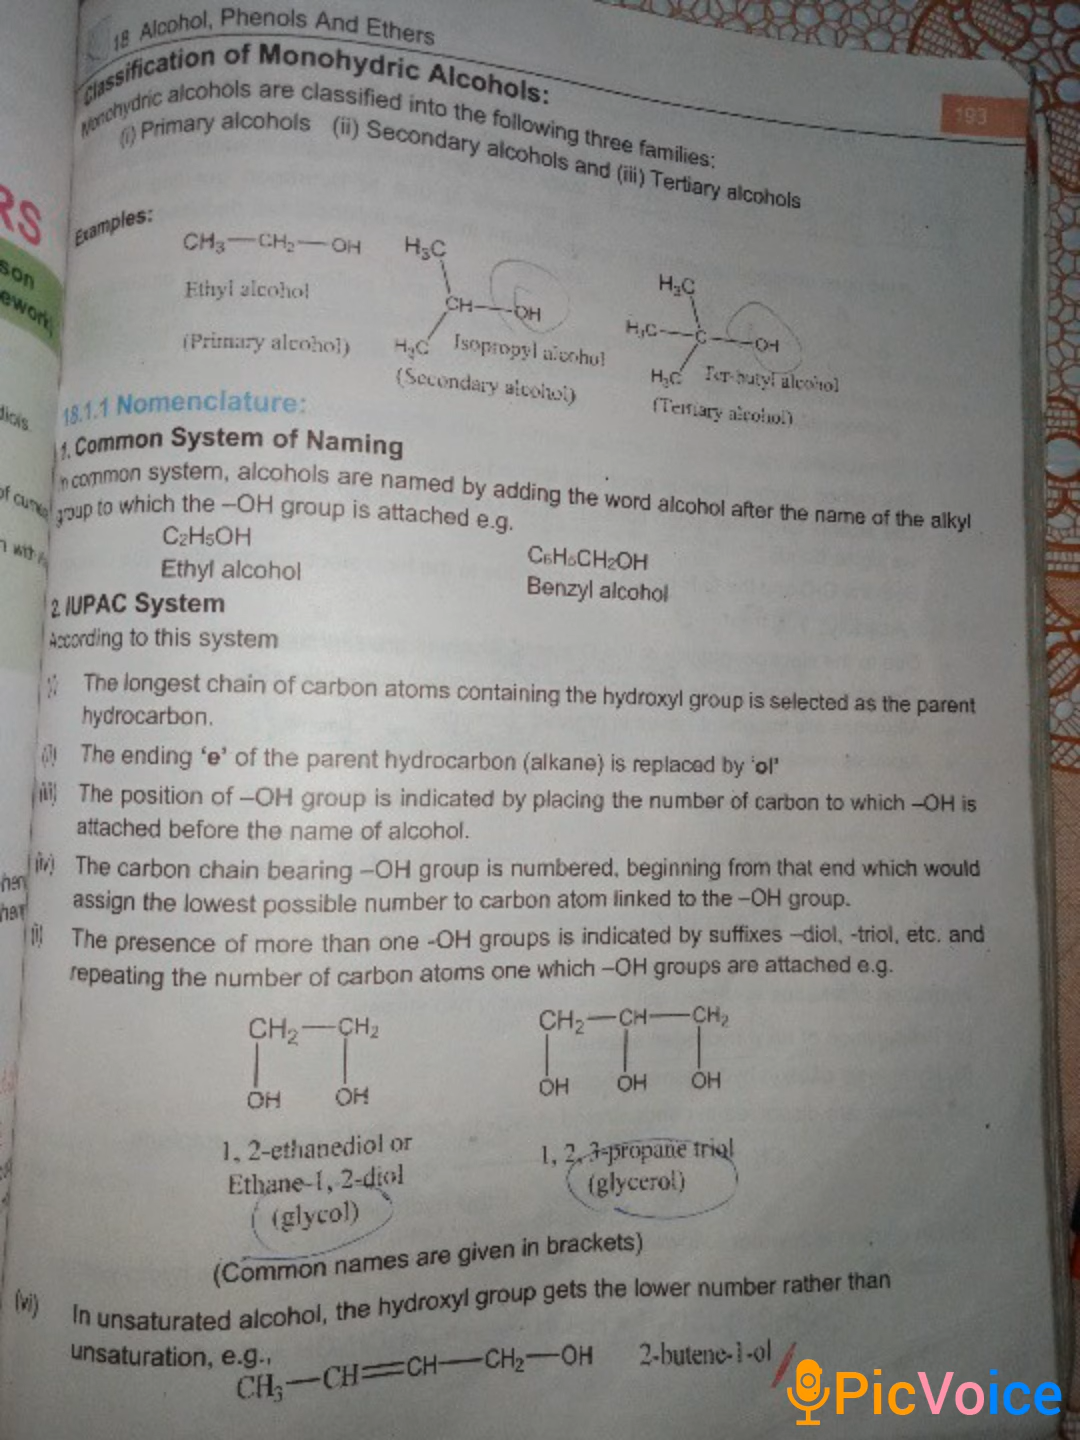 18 Alcohol, Phenols And Ethers
193
Classification of Monohydric Alcohols:
Monohydric alcohols are classified into the following three families:
(i) Primary alcohols (ii) Secondary alcohols and (iii) Tertiary alcohols
Examples:
CH3—CH2—OH
Ethyl alcohol
(Primary alcohol)
H3C
CH—OH
H3C
Isopropyl alcohol
(Secondary alcohol)
H3C
H3C—C—OH
H3C
Ter-butyl alcohol
(Tertiary alcohol)
18.1.1 Nomenclature:
1. Common System of Naming
In common system, alcohols are named by adding the word alcohol after the name of the alkyl
group to which the –OH group is attached e.g.
C2H5OH C6H5CH2OH
Ethyl alcohol Benzyl alcohol
2. IUPAC System
According to this system
The longest chain of carbon atoms containing the hydroxyl group is selected as the parent
hydrocarbon.
(ii) The ending 'e' of the parent hydrocarbon (alkane) is replaced by 'ol'
(iii) The position of –OH group is indicated by placing the number of carbon to which –OH is
attached before the name of alcohol.
(iv) The carbon chain bearing –OH group is numbered, beginning from that end which would
assign the lowest possible number to carbon atom linked to the –OH group.
The presence of more than one -OH groups is indicated by suffixes –diol, -triol, etc. and
repeating the number of carbon atoms one which –OH groups are attached e.g.
CH2—CH2
OH OH
1, 2-ethanediol or
Ethane-1, 2-diol
(glycol)
CH2—CH—CH2
OH OH OH
1, 2, 3-propane triol
(glycerol)
(Common names are given in brackets)
(vi) In unsaturated alcohol, the hydroxyl group gets the lower number rather than
unsaturation, e.g.,
CH3—CH=CH—CH2—OH 2-butene-1-ol
PicVoice